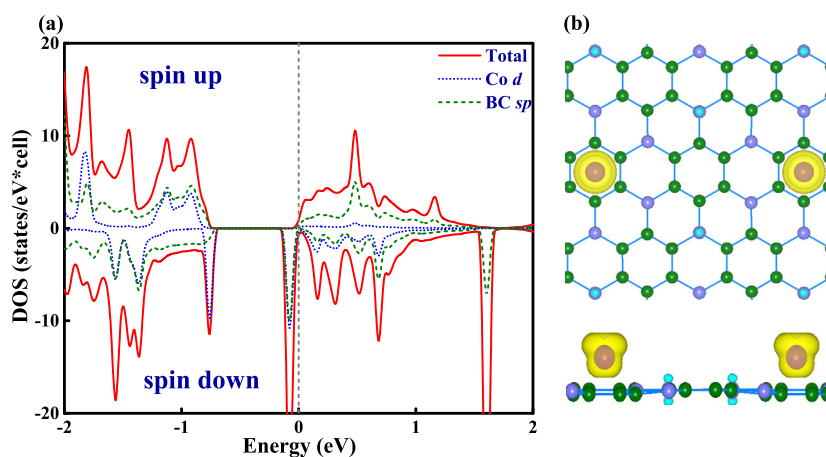 (a)
(b)
20
10
0
-10
-20
DOS (states/eV*cell)
spin up
Total
Co d
BC sp
spin down
-2
-1
0
1
2
Energy (eV)